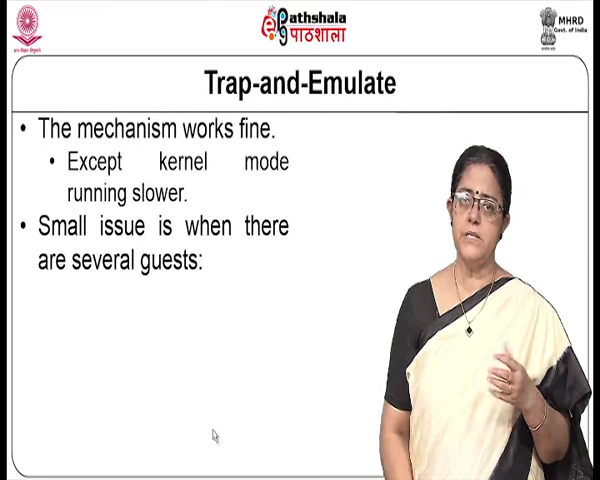 ePathshala
पाठशाला
MHRD
Govt. of India
Trap-and-Emulate
• The mechanism works fine.
• Except kernel mode
running slower.
• Small issue is when there
are several guests: